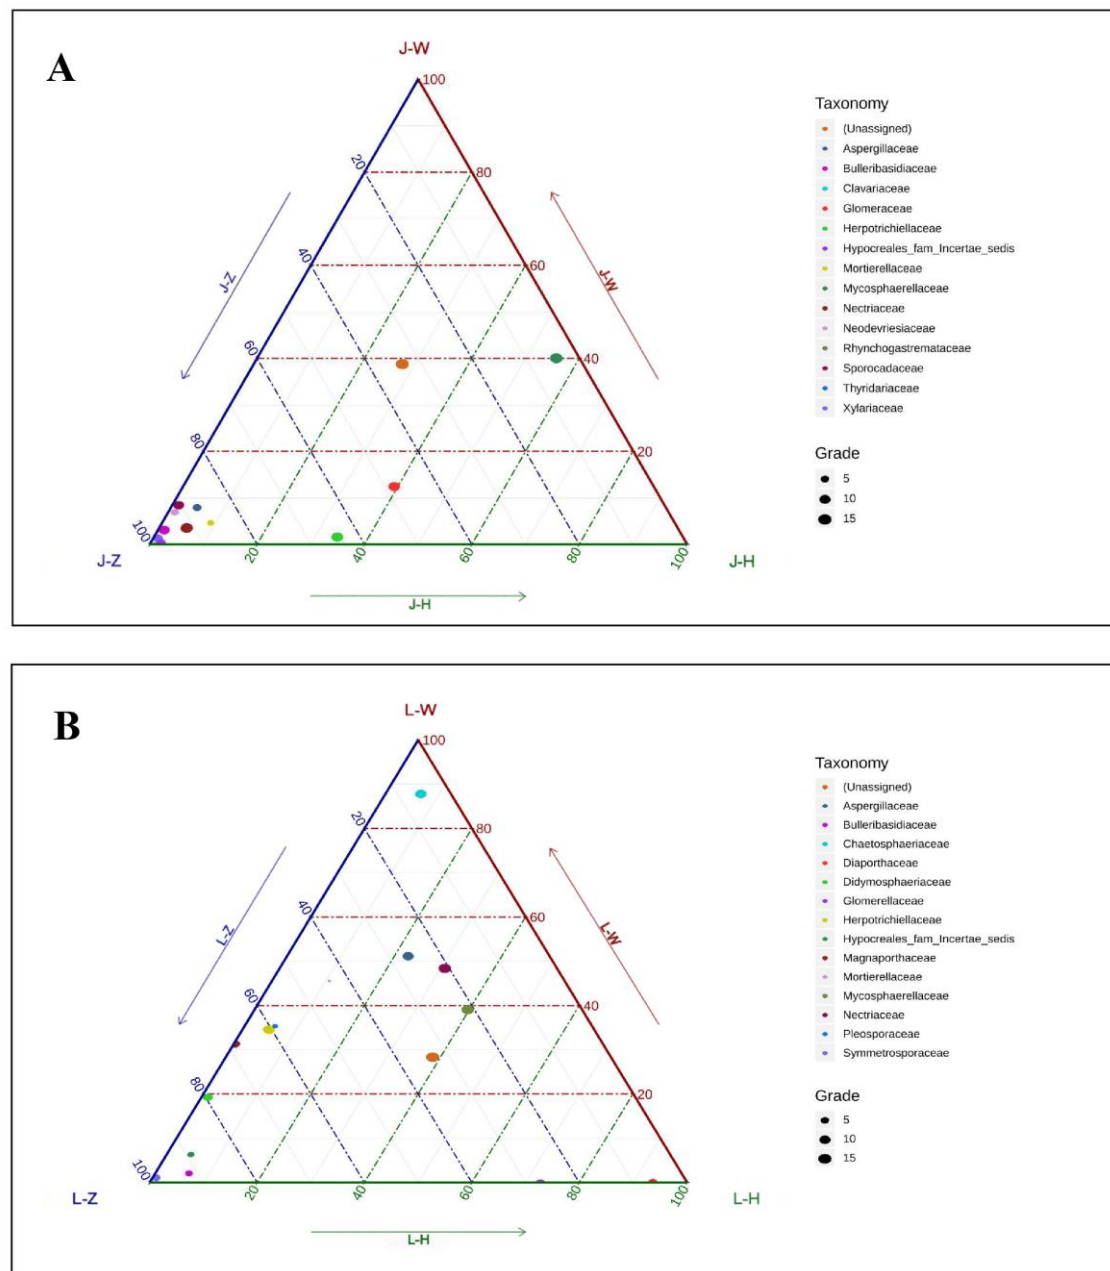 A
J-W
100
20
80
40
60
J-Z
J-W
60
40
80
20
100
J-Z
20
40
60
80
100
J-H
J-H
Taxonomy
(Unassigned)
Aspergillaceae
Bulleribasidiaceae
Clavariaceae
Glomeraceae
Herpotrichiellaceae
Hypocreales_fam_Incertae_sedis
Mortierellaceae
Mycosphaerellaceae
Nectriaceae
Neodevriesiaceae
Rhynchogastremataceae
Sporocadaceae
Thyridariaceae
Xylariaceae
Grade
5
10
15
B
L-W
100
20
80
40
60
L-Z
L-W
60
40
80
20
100
L-Z
20
40
60
80
100
L-H
L-H
Taxonomy
(Unassigned)
Aspergillaceae
Bulleribasidiaceae
Chaetosphaeriaceae
Diaporthaceae
Didymosphaeriaceae
Glomerellaceae
Herpotrichiellaceae
Hypocreales_fam_Incertae_sedis
Magnaporthaceae
Mortierellaceae
Mycosphaerellaceae
Nectriaceae
Pleosporaceae
Symmetrosporaceae
Grade
5
10
15